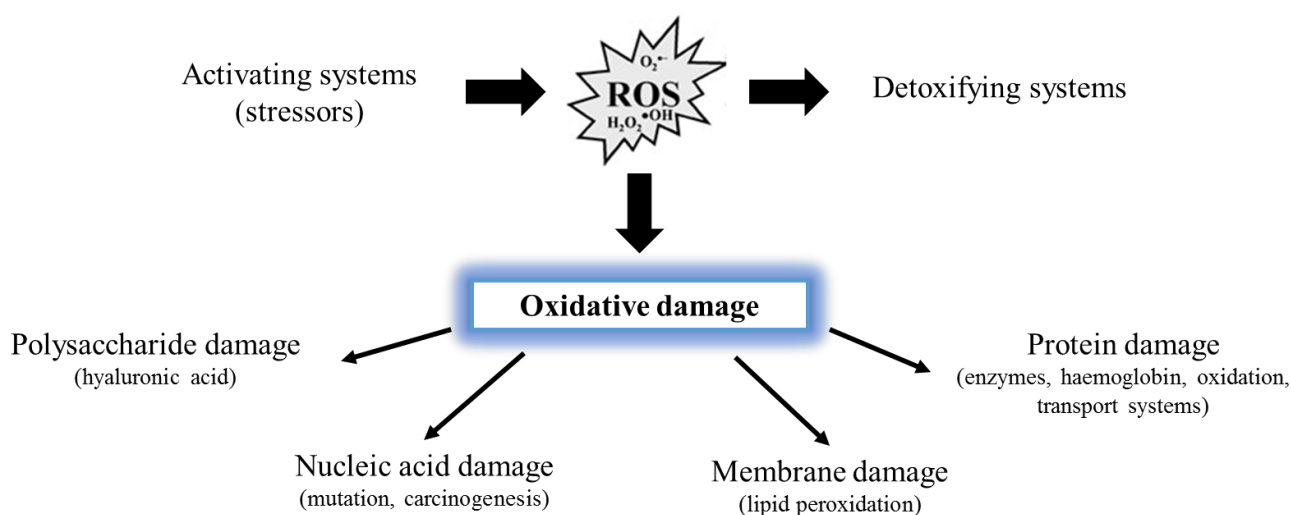 Activating systems
(stressors)
O₂•−
ROS
H₂O₂ •OH
Detoxifying systems
Oxidative damage
Polysaccharide damage
(hyaluronic acid)
Nucleic acid damage
(mutation, carcinogenesis)
Membrane damage
(lipid peroxidation)
Protein damage
(enzymes, haemoglobin, oxidation,
transport systems)